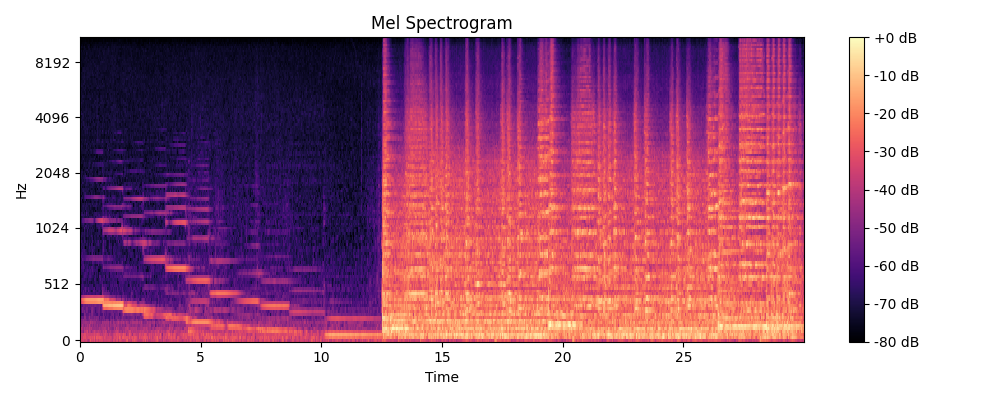 Mel Spectrogram
Hz
8192
4096
2048
1024
512
0
0 5 10 15 20 25
Time
+0 dB
-10 dB
-20 dB
-30 dB
-40 dB
-50 dB
-60 dB
-70 dB
-80 dB